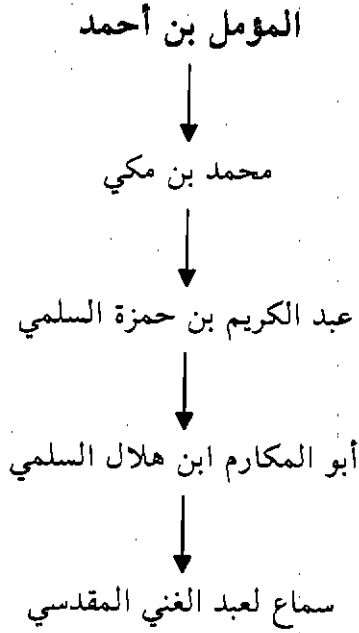 المؤمل بن أحمد
محمد بن مكي
عبد الكريم بن حمزة السلمي
أبو المكارم ابن هلال السلمي
سماع لعبد الغني المقدسي